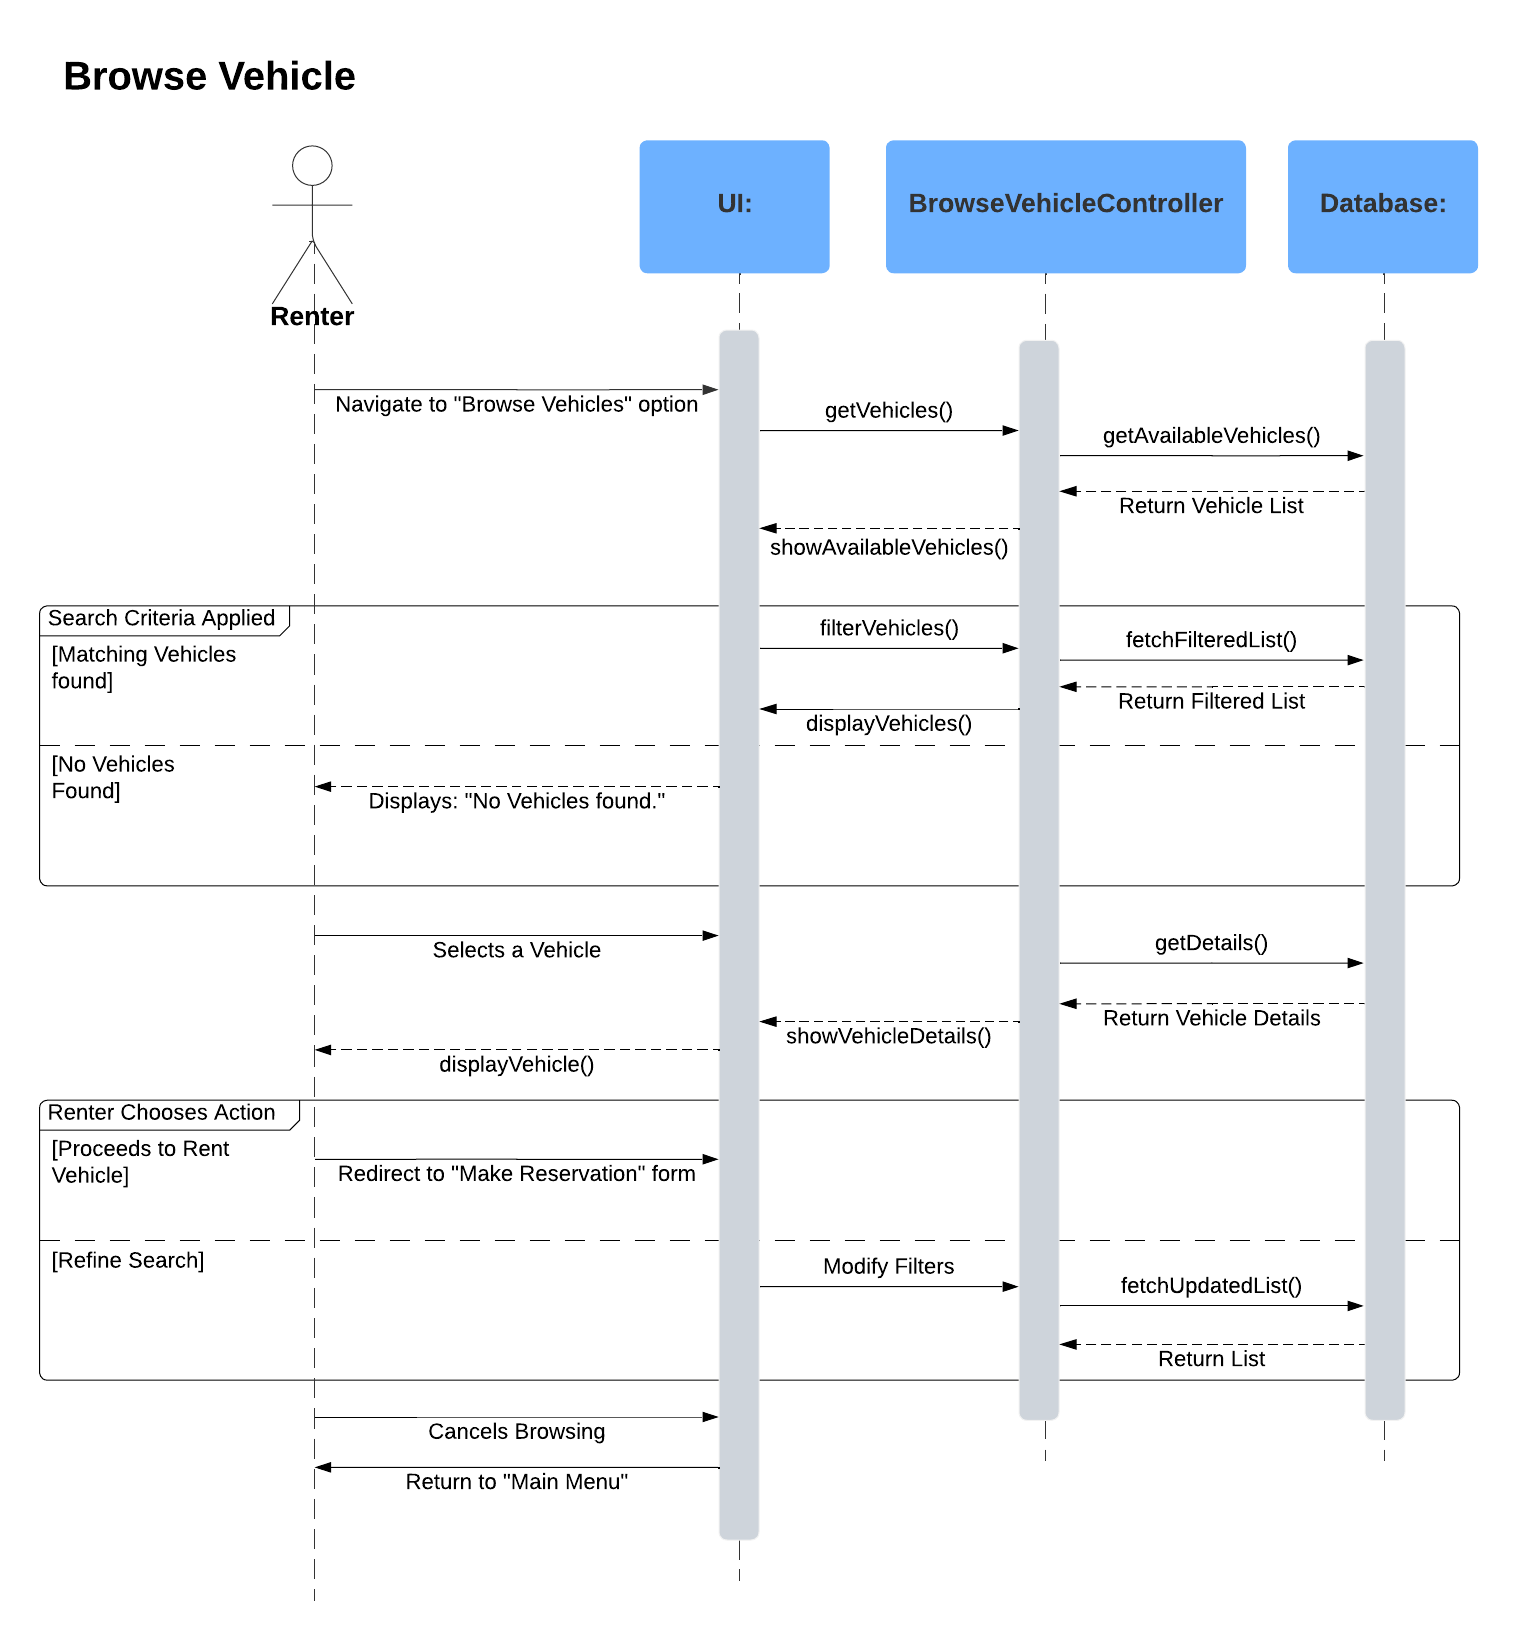 Browse Vehicle
UI:
BrowseVehicleController
Database:
Renter
Navigate to "Browse Vehicles" option
getVehicles()
getAvailableVehicles()
Return Vehicle List
showAvailableVehicles()
Search Criteria Applied
[Matching Vehicles
found]
filterVehicles()
fetchFilteredList()
Return Filtered List
displayVehicles()
[No Vehicles
Found]
Displays: "No Vehicles found."
Selects a Vehicle
getDetails()
Return Vehicle Details
showVehicleDetails()
displayVehicle()
Renter Chooses Action
[Proceeds to Rent
Vehicle]
Redirect to "Make Reservation" form
[Refine Search]
Modify Filters
fetchUpdatedList()
Return List
Cancels Browsing
Return to "Main Menu"